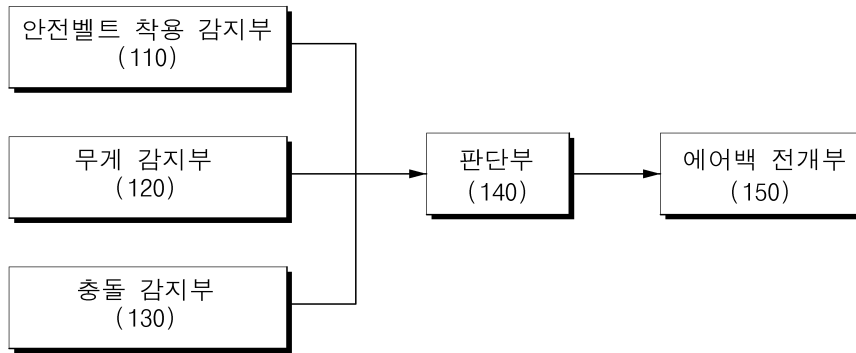 안전벨트 착용 감지부
(110)
무게 감지부
(120)
충돌 감지부
(130)
판단부
(140)
에어백 전개부
(150)